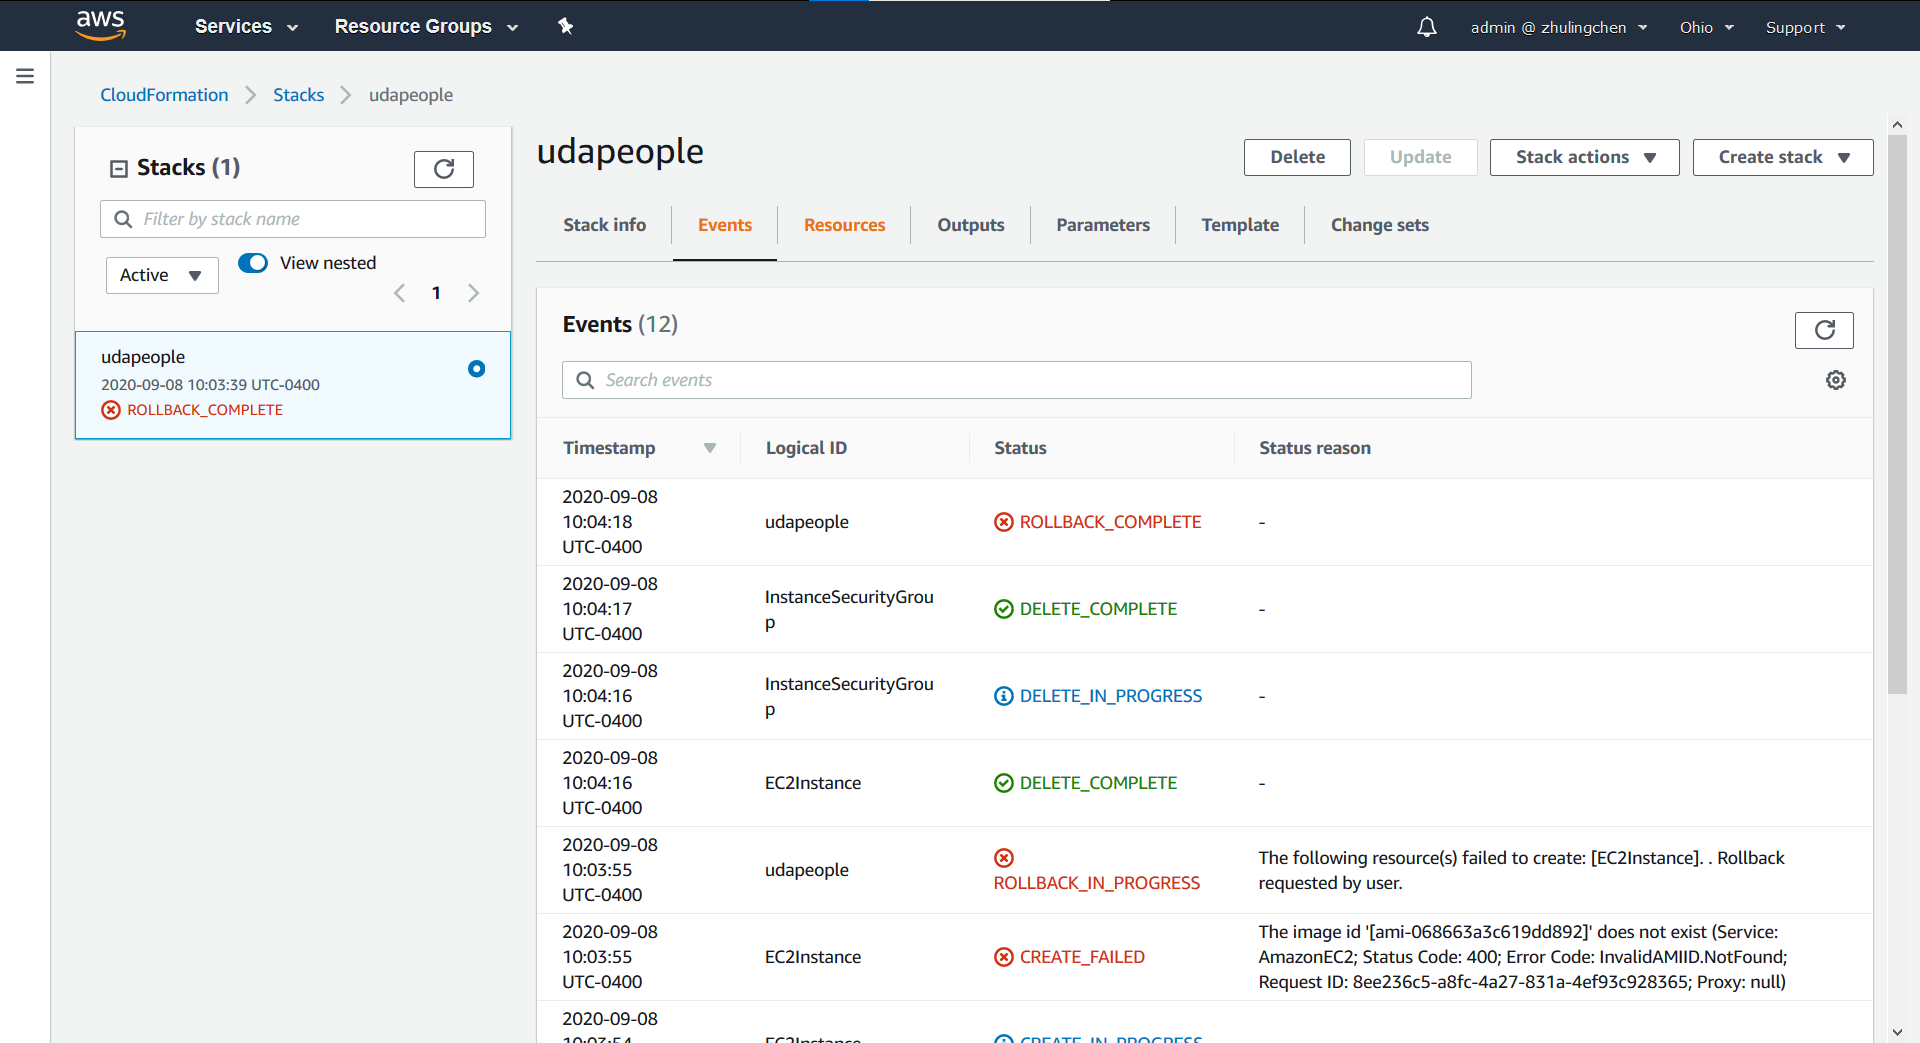 aws Services Resource Groups admin @ zhulingchen Ohio Support
CloudFormation Stacks udapeople
Stacks (1)
Filter by stack name
Active View nested
1
udapeople
2020-09-08 10:03:39 UTC-0400
ROLLBACK_COMPLETE
udapeople
Delete Update Stack actions Create stack
Stack info Events Resources Outputs Parameters Template Change sets
Events (12)
Search events
Timestamp Logical ID Status Status reason
2020-09-08
10:04:18 udapeople ROLLBACK_COMPLETE -
UTC-0400
2020-09-08
InstanceSecurityGrou
10:04:17 DELETE_COMPLETE -
p
UTC-0400
2020-09-08
InstanceSecurityGrou
10:04:16 DELETE_IN_PROGRESS -
p
UTC-0400
2020-09-08
10:04:16 EC2Instance DELETE_COMPLETE -
UTC-0400
2020-09-08
The following resource(s) failed to create: [EC2Instance]. . Rollback
10:03:55 udapeople
ROLLBACK_IN_PROGRESS requested by user.
UTC-0400
2020-09-08 The image id '[ami-068663a3c619dd892]' does not exist (Service:
10:03:55 EC2Instance CREATE_FAILED AmazonEC2; Status Code: 400; Error Code: InvalidAMIID.NotFound;
UTC-0400 Request ID: 8ee236c5-a8fc-4a27-831a-4ef93c928365; Proxy: null)
2020-09-08
10:03:54 EC2Instance CREATE_IN_PROGRESS